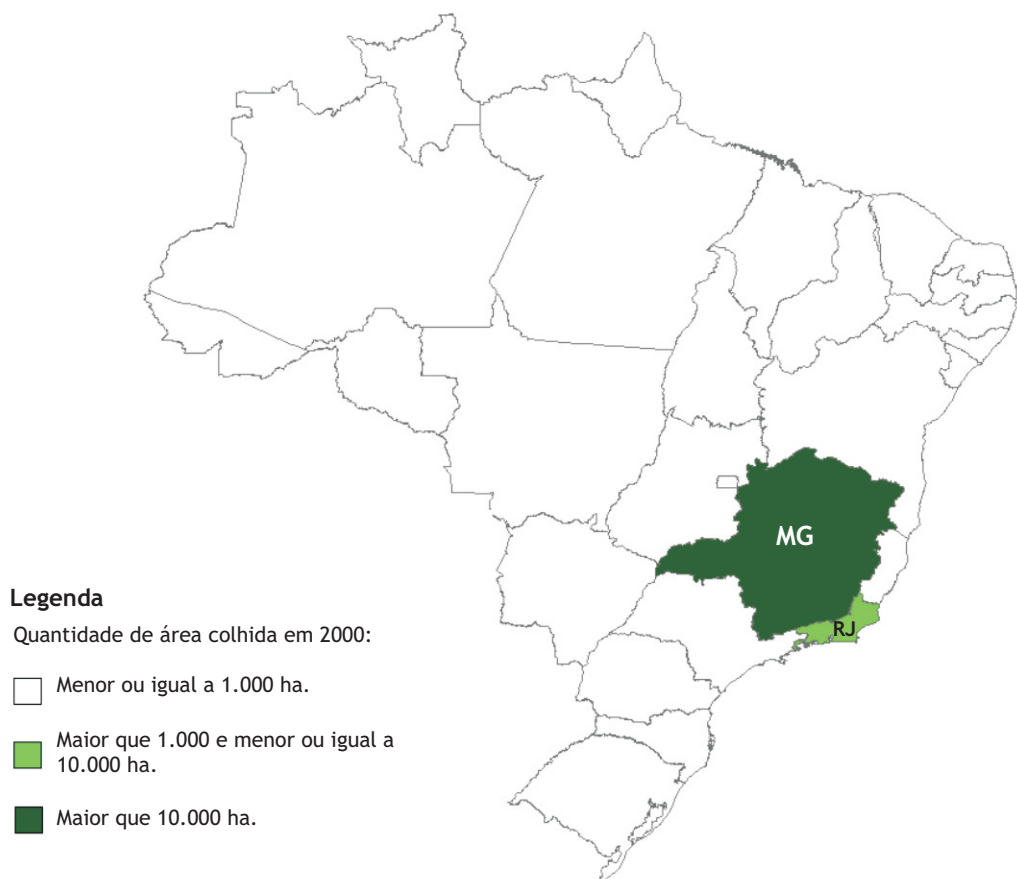 MG
RJ
Legenda
Quantidade de área colhida em 2000:
Menor ou igual a 1.000 ha.
Maior que 1.000 e menor ou igual a
10.000 ha.
Maior que 10.000 ha.